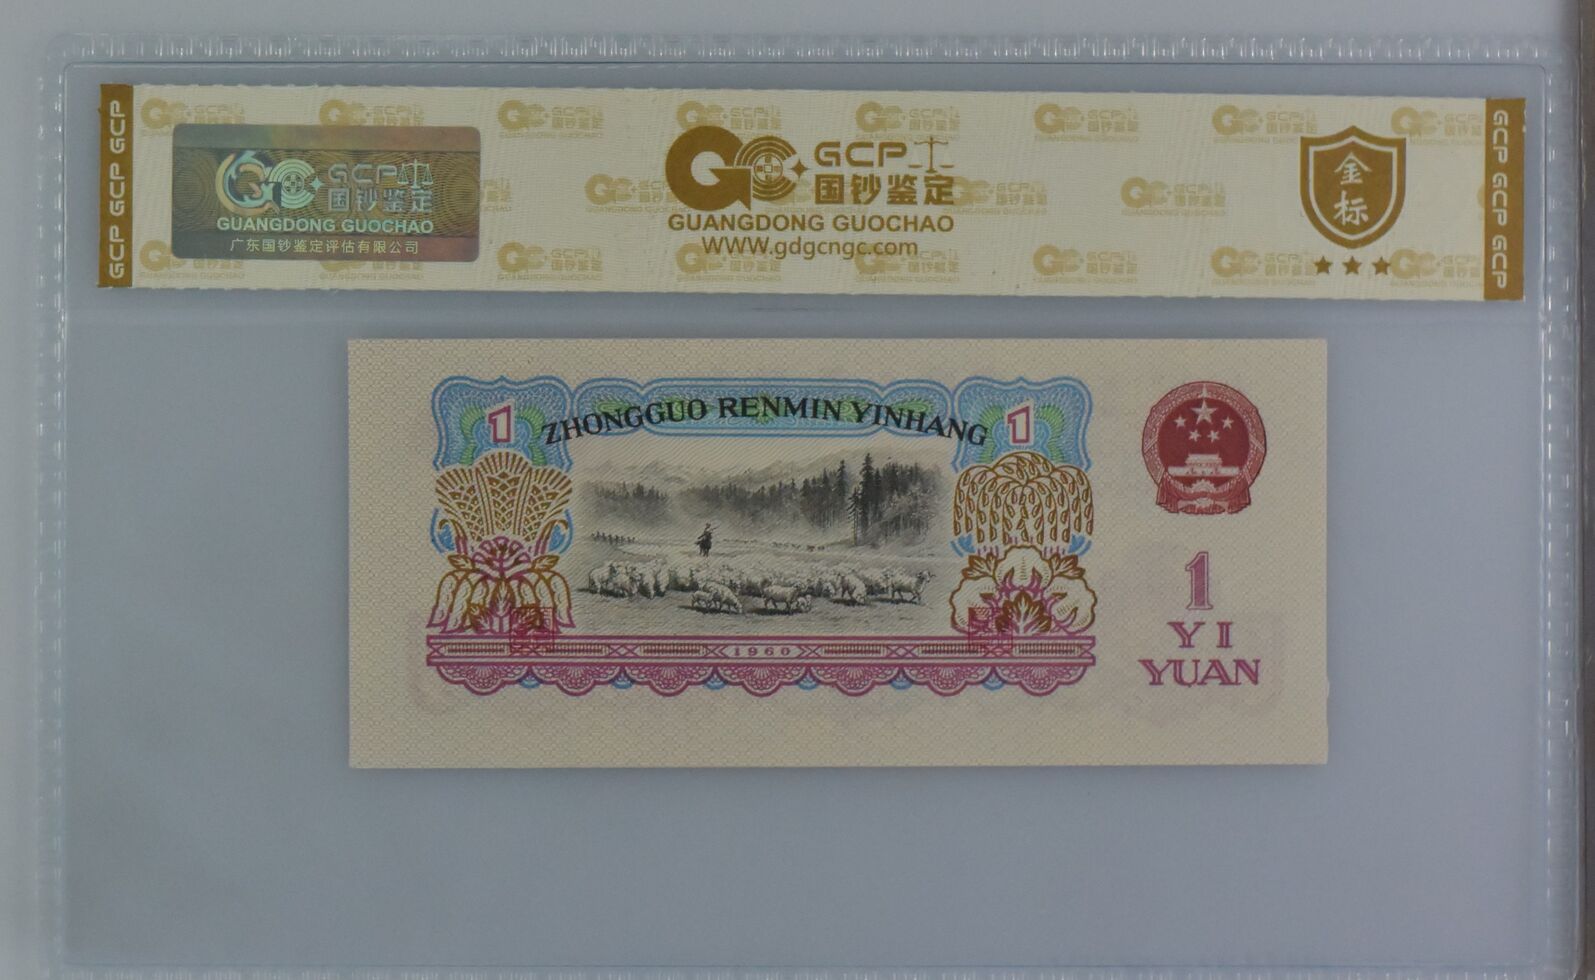 GCP GCP GCP
GCP
国钞鉴定
GUANGDONG GUOCHAO
广东国钞鉴定评估有限公司
GCP
国钞鉴定
GUANGDONG GUOCHAO
WWW.gdgcngc.com
金标
GCP GCP GCP
1
ZHONGGUO RENMIN YINHANG
1
1960
1
YI
YUAN